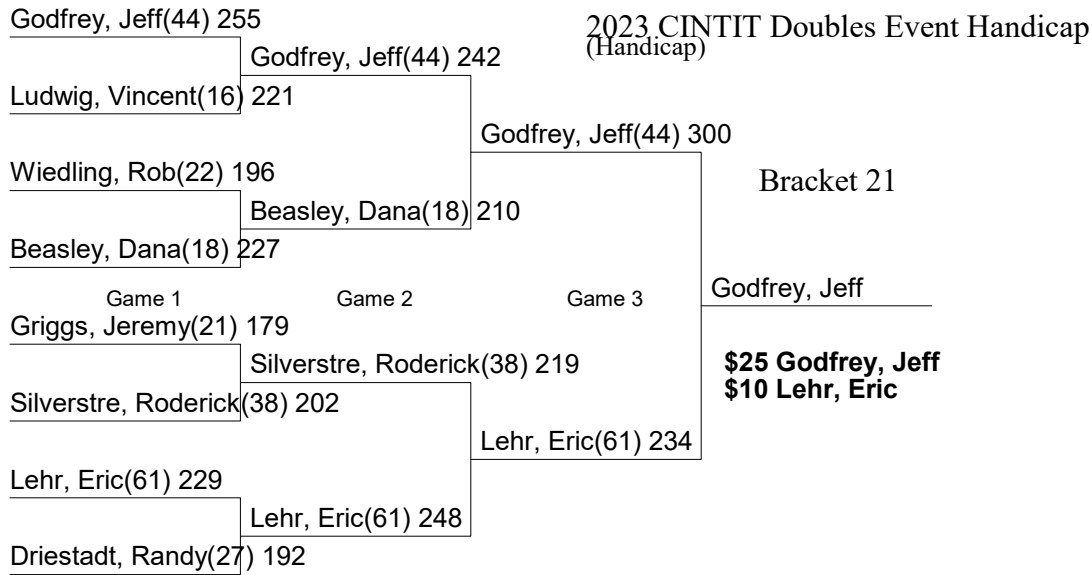 2023 CINTIT Doubles Event Handicap
(Handicap)
Bracket 21
Godfrey, Jeff(44) 255
Godfrey, Jeff(44) 242
Ludwig, Vincent(16) 221
Godfrey, Jeff(44) 300
Wiedling, Rob(22) 196
Beasley, Dana(18) 210
Beasley, Dana(18) 227
Game 1
Game 2
Game 3
Godfrey, Jeff
Griggs, Jeremy(21) 179
Silverstre, Roderick(38) 219
Silverstre, Roderick(38) 202
Lehr, Eric(61) 234
Lehr, Eric(61) 229
Lehr, Eric(61) 248
Driestadt, Randy(27) 192
$25 Godfrey, Jeff
$10 Lehr, Eric